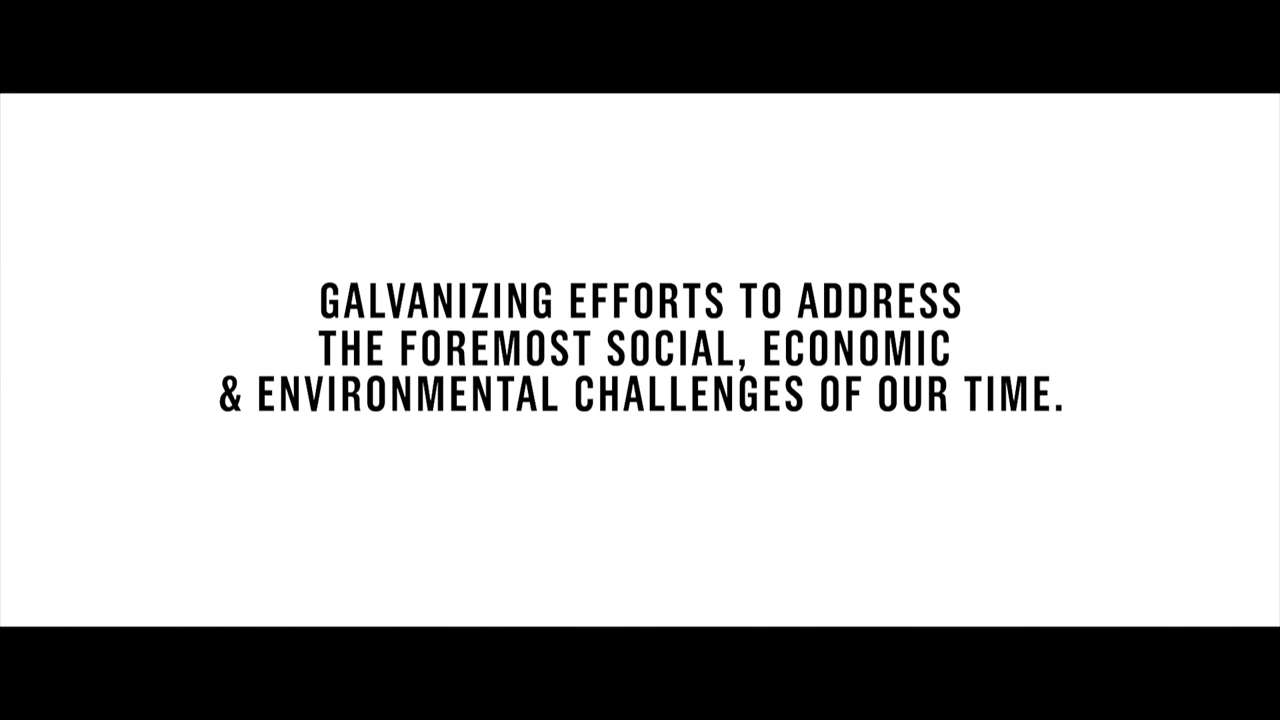 GALVANIZING EFFORTS TO ADDRESS
THE FOREMOST SOCIAL, ECONOMIC
& ENVIRONMENTAL CHALLENGES OF OUR TIME.